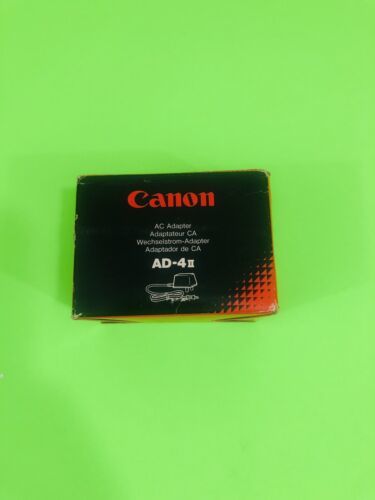 Canon
AC Adapter
Adaptateur CA
Wechselstrom-Adapter
Adaptador de CA
AD-4II